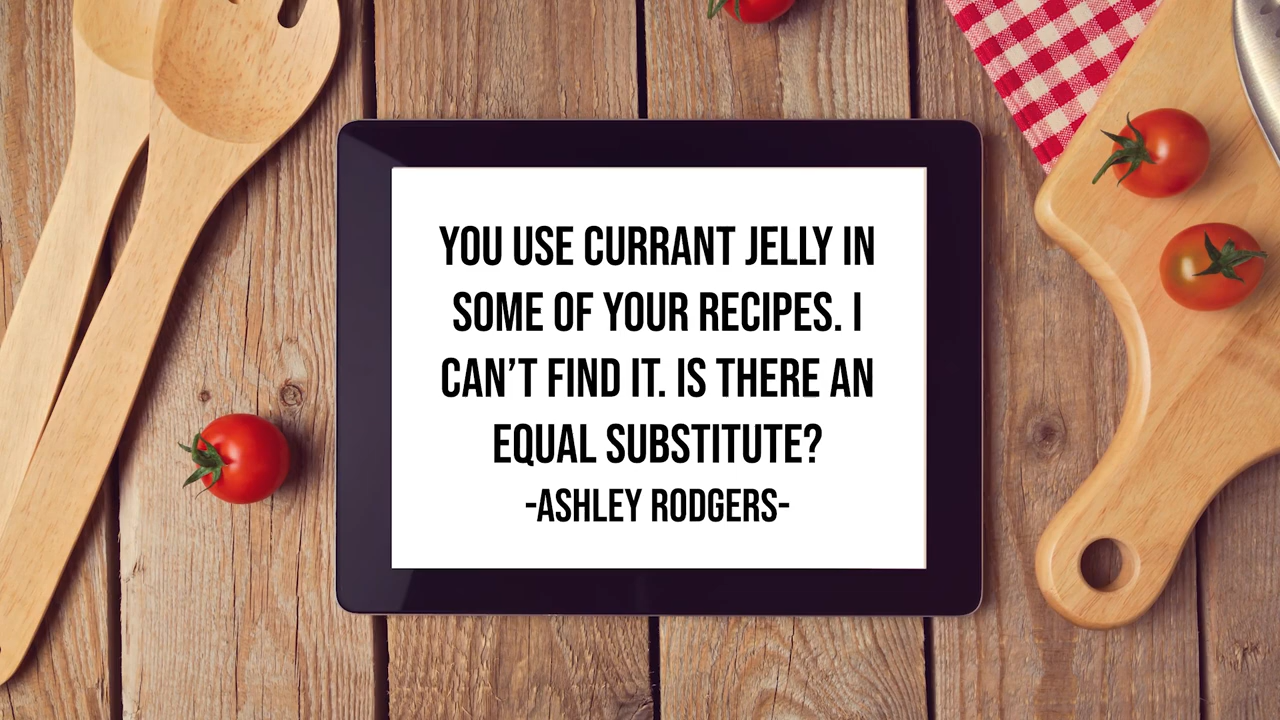 YOU USE CURRANT JELLY IN
SOME OF YOUR RECIPES. I
CAN’T FIND IT. IS THERE AN
EQUAL SUBSTITUTE?
-ASHLEY RODGERS-